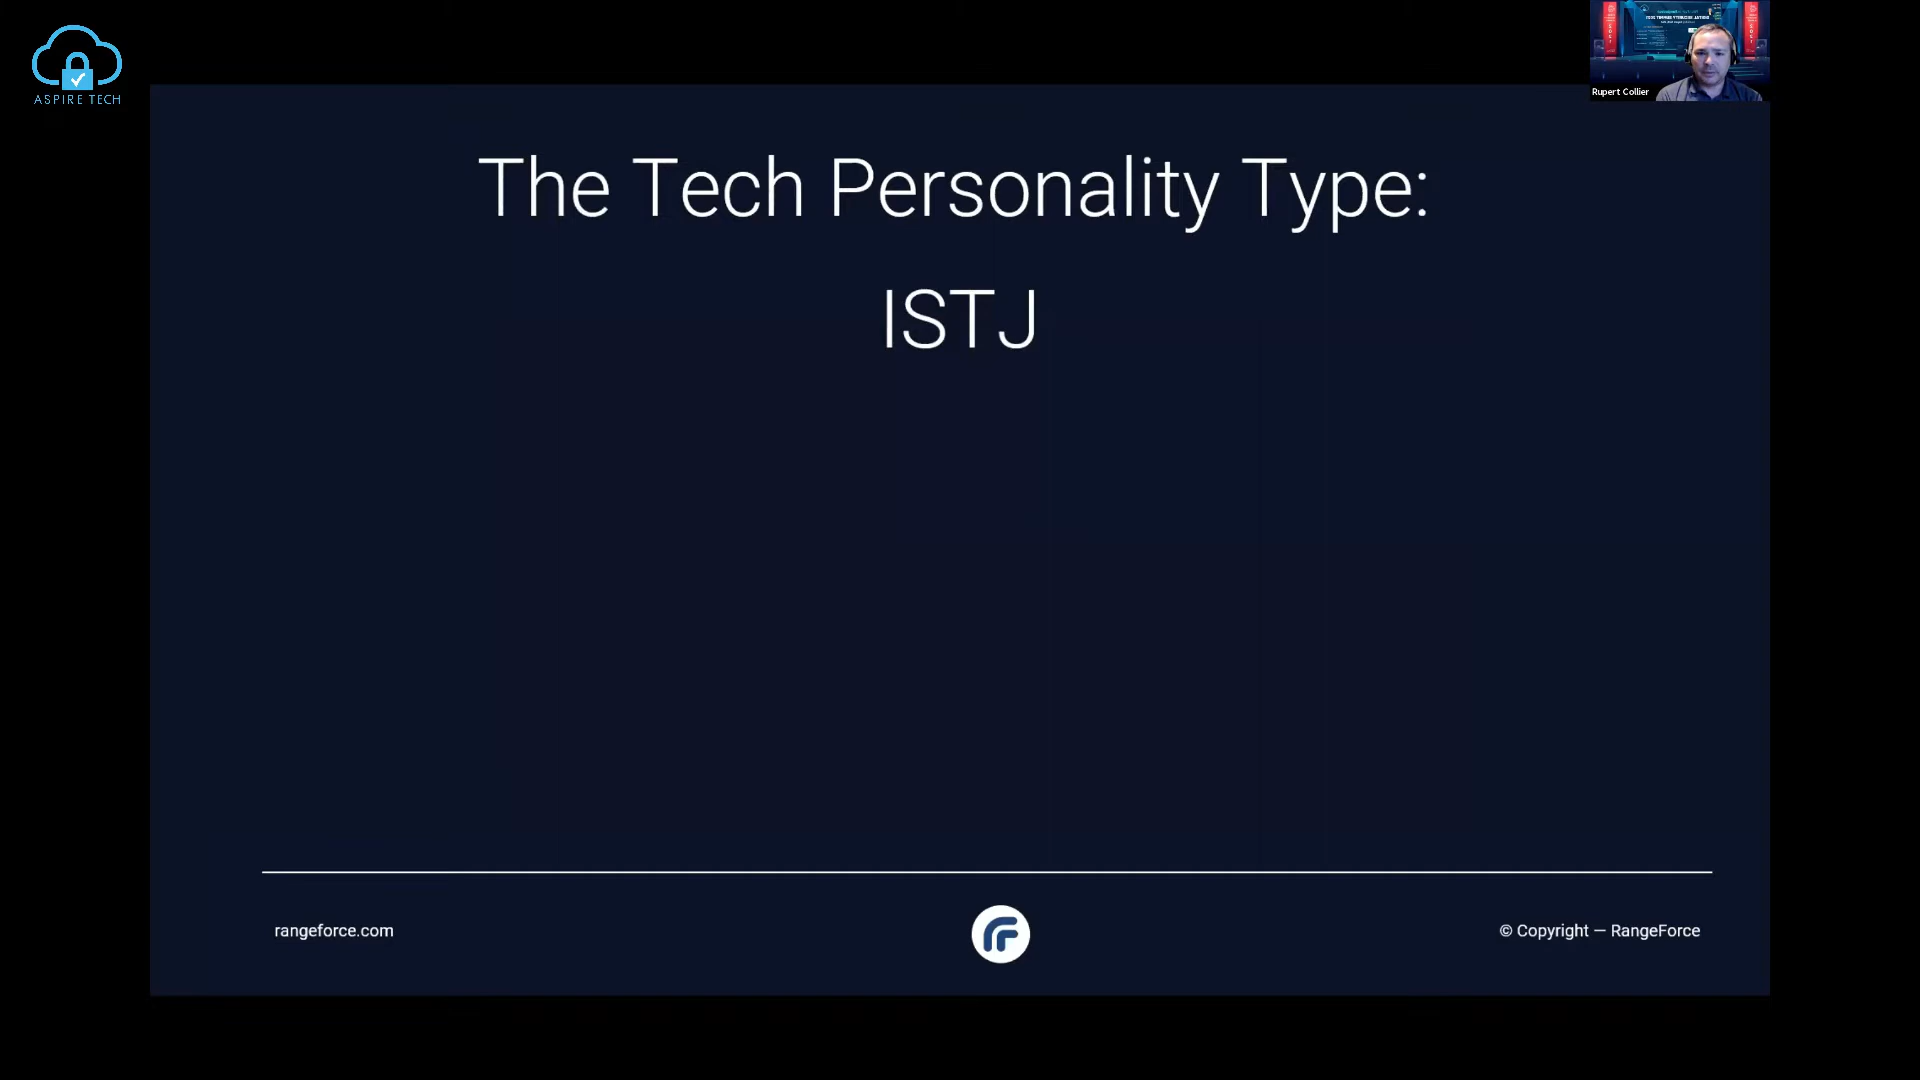 ASPIRE TECH
Rupert Collier
The Tech Personality Type:
ISTJ
rangeforce.com
© Copyright — RangeForce